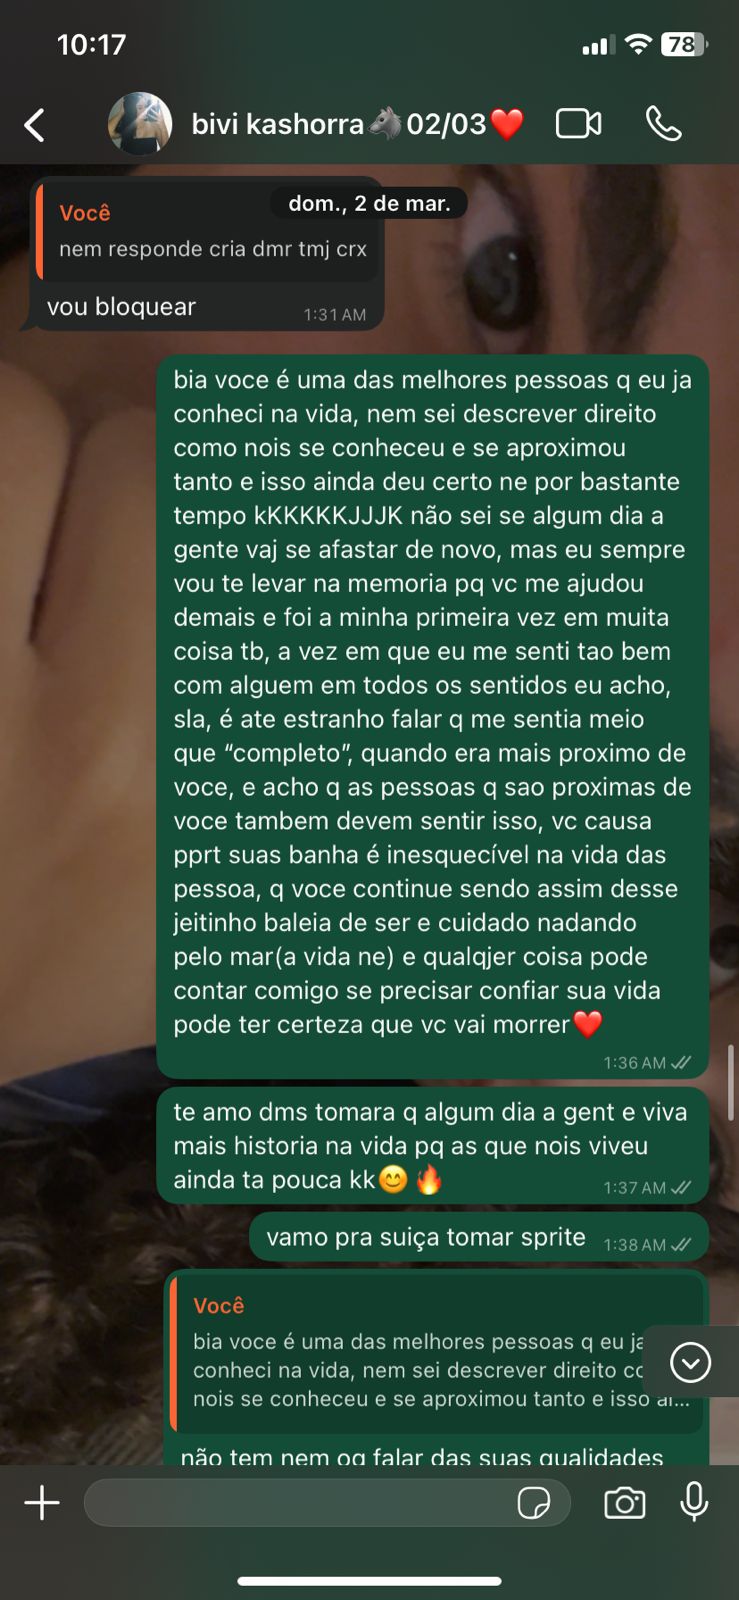 10:17
78
bivi kashorra🐴02/03❤️
dom., 2 de mar.
Você
nem responde cria dmr tmj crx
vou bloquear
1:31 AM
bia voce é uma das melhores pessoas q eu ja
conheci na vida, nem sei descrever direito
como nois se conheceu e se aproximou
tanto e isso ainda deu certo ne por bastante
tempo kKKKKKJJJK não sei se algum dia a
gente vaj se afastar de novo, mas eu sempre
vou te levar na memoria pq vc me ajudou
demais e foi a minha primeira vez em muita
coisa tb, a vez em que eu me senti tao bem
com alguem em todos os sentidos eu acho,
sla, é ate estranho falar q me sentia meio
que “completo”, quando era mais proximo de
voce, e acho q as pessoas q sao proximas de
voce tambem devem sentir isso, vc causa
pprt suas banha é inesquecível na vida das
pessoa, q voce continue sendo assim desse
jeitinho baleia de ser e cuidado nadando
pelo mar(a vida ne) e qualqjer coisa pode
contar comigo se precisar confiar sua vida
pode ter certeza que vc vai morrer❤️
1:36 AM
te amo dms tomara q algum dia a gent e viva
mais historia na vida pq as que nois viveu
ainda ta pouca kk😊🔥
1:37 AM
vamo pra suiça tomar sprite
1:38 AM
Você
bia voce é uma das melhores pessoas q eu ja
conheci na vida, nem sei descrever direito co
nois se conheceu e se aproximou tanto e isso ai...
não tem nem oq falar das suas qualidades